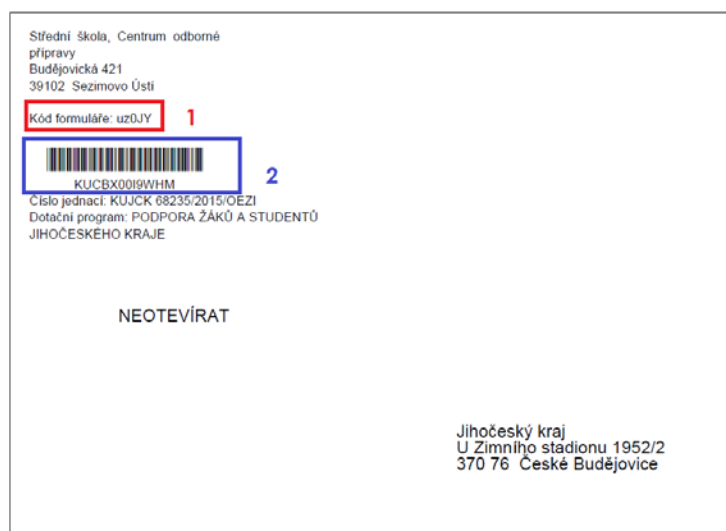 Střední škola, Centrum odborné
přípravy
Budějovická 421
39102 Sezimovo Ústí
Kód formuláře: uz0JY
1
KUCBX00I9WHM
2
Číslo jednací: KUJCK 68235/2015/OEZI
Dotační program: PODPORA ŽÁKŮ A STUDENTŮ
JIHOČESKÉHO KRAJE
NEOTEVÍRAT
Jihočeský kraj
U Zimního stadionu 1952/2
370 76 České Budějovice